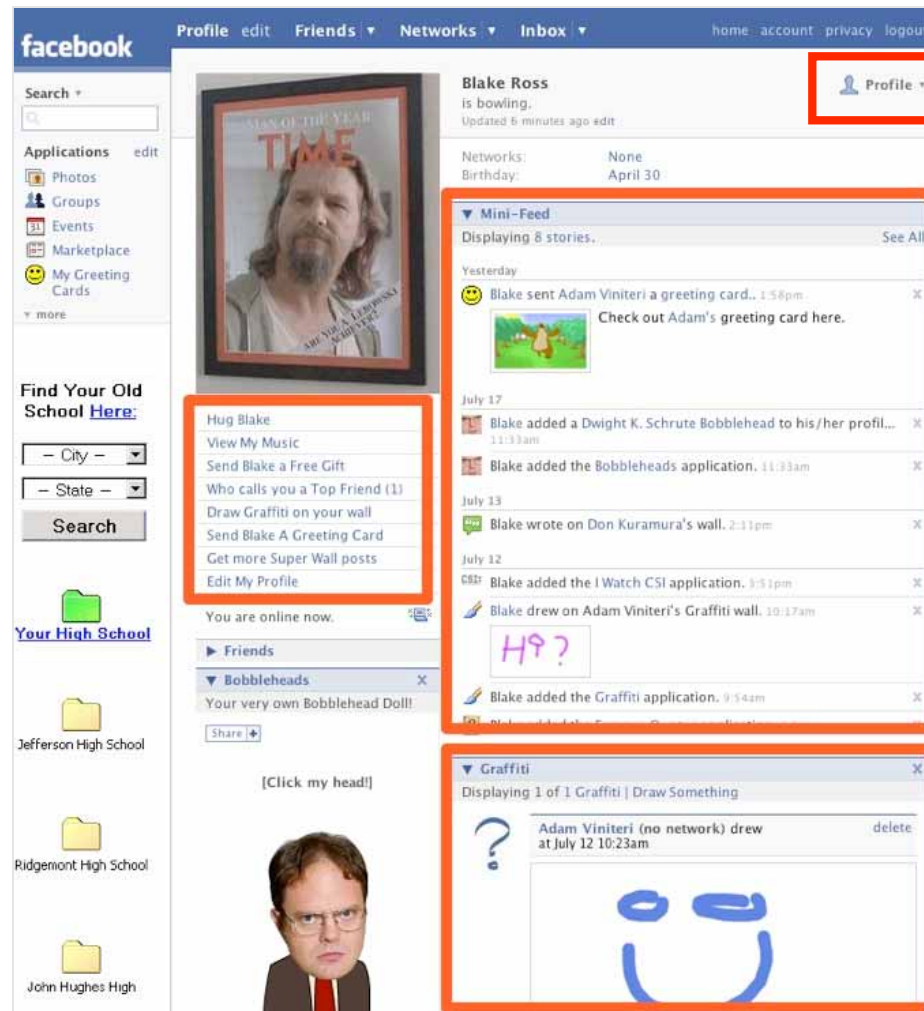 facebook
Profile edit Friends Networks Inbox home account privacy logout
Search
Applications edit
Photos
Groups
Events
Marketplace
My Greeting
Cards
more
Find Your Old
School Here:
– City –
– State –
Search
Your High School
Jefferson High School
Ridgemont High School
John Hughes High
MAN OF THE YEAR
TIME
ARE YOU A LEBOWSKI
ACHIEVER?
Hug Blake
View My Music
Send Blake a Free Gift
Who calls you a Top Friend (1)
Draw Graffiti on your wall
Send Blake A Greeting Card
Get more Super Wall posts
Edit My Profile
You are online now.
Friends
Bobbleheads X
Your very own Bobblehead Doll!
Share +
[Click my head!]
Blake Ross
is bowling.
Updated 6 minutes ago edit
Profile
Networks: None
Birthday: April 30
Mini-Feed
Displaying 8 stories. See All
Yesterday
Blake sent Adam Viniteri a greeting card.. 1:58pm X
Check out Adam's greeting card here.
July 17
Blake added a Dwight K. Schrute Bobblehead to his/her profil... X
11:33am
Blake added the Bobbleheads application. 11:33am X
July 13
31 Blake wrote on Don Kuramura's wall. 2:11pm X
July 12
CSI: Blake added the I Watch CSI application. 3:51pm X
Blake drew on Adam Viniteri's Graffiti wall. 10:17am X
HI?
Blake added the Graffiti application. 9:54am X
Graffiti X
Displaying 1 of 1 Graffiti | Draw Something
?
Adam Viniteri (no network) drew delete
at July 12 10:23am